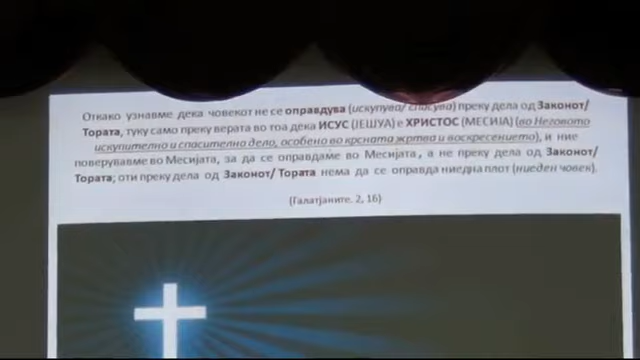 Откако узнавме дека човекот не се оправдува (искупува/ спасува) преку дела од Законот/
Тората, туку само преку верата во тоа дека ИСУС (ЈЕШУА) е ХРИСТОС (МЕСИЈА) (во Неговото
искупително и спасително дело, особено во крсната жртва и воскресението), и ние
поверувавме во Месијата, за да се оправдаме во Месијата, а не преку дела од Законот/
Тората; оти преку дела од Законот/ Тората нема да се оправда ниедна плот (ниеден човек).
(Галатјаните. 2, 16)